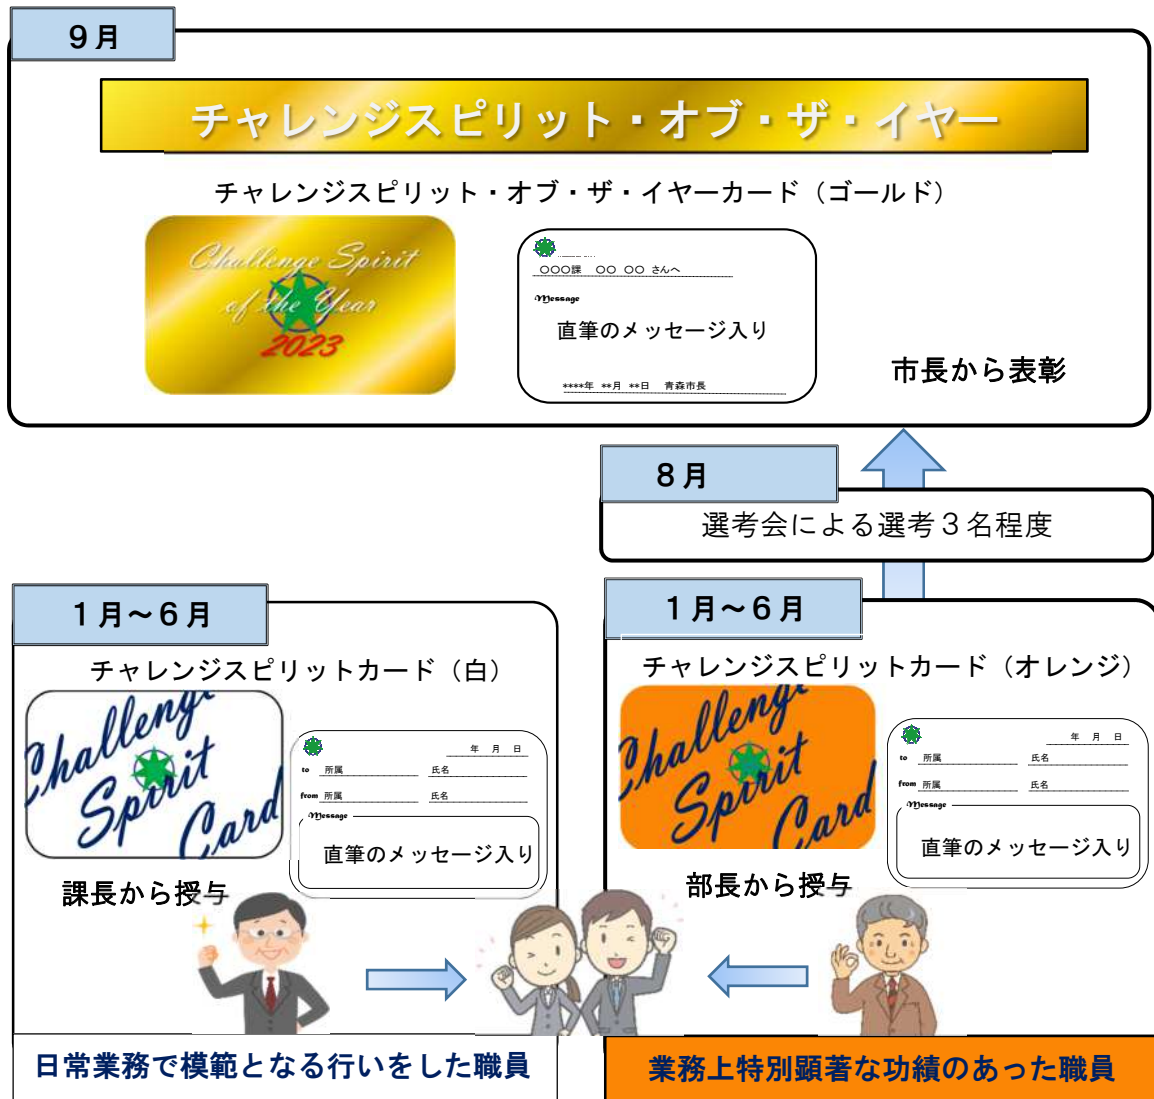 9月
チャレンジスピリット・オブ・ザ・イヤー
チャレンジスピリット・オブ・ザ・イヤーカード（ゴールド）
Challenge Spirit
of the Year
2023
○○○課　○○ ○○ さんへ
Message
直筆のメッセージ入り
****年 **月 **日　青森市長
市長から表彰
8月
選考会による選考３名程度
1月～6月
チャレンジスピリットカード（白）
Challenge
Spirit
Card
年　月　日
to　所属　氏名
from　所属　氏名
Message
直筆のメッセージ入り
課長から授与
日常業務で模範となる行いをした職員
1月～6月
チャレンジスピリットカード（オレンジ）
Challenge
Spirit
Card
年　月　日
to　所属　氏名
from　所属　氏名
Message
直筆のメッセージ入り
部長から授与
業務上特別顕著な功績のあった職員